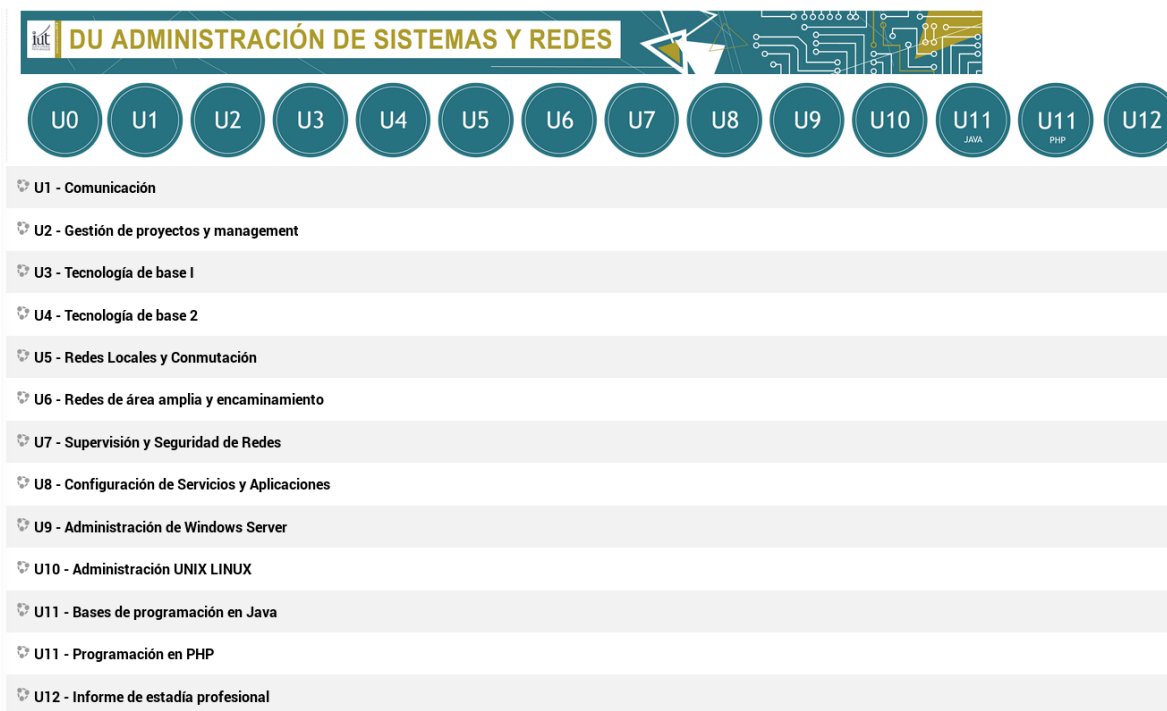 iút DU ADMINISTRACIÓN DE SISTEMAS Y REDES
U0 U1 U2 U3 U4 U5 U6 U7 U8 U9 U10 U11 JAVA U11 PHP U12
U1 - Comunicación
U2 - Gestión de proyectos y management
U3 - Tecnología de base I
U4 - Tecnología de base 2
U5 - Redes Locales y Conmutación
U6 - Redes de área amplia y encaminamiento
U7 - Supervisión y Seguridad de Redes
U8 - Configuración de Servicios y Aplicaciones
U9 - Administración de Windows Server
U10 - Administración UNIX LINUX
U11 - Bases de programación en Java
U11 - Programación en PHP
U12 - Informe de estadía profesional